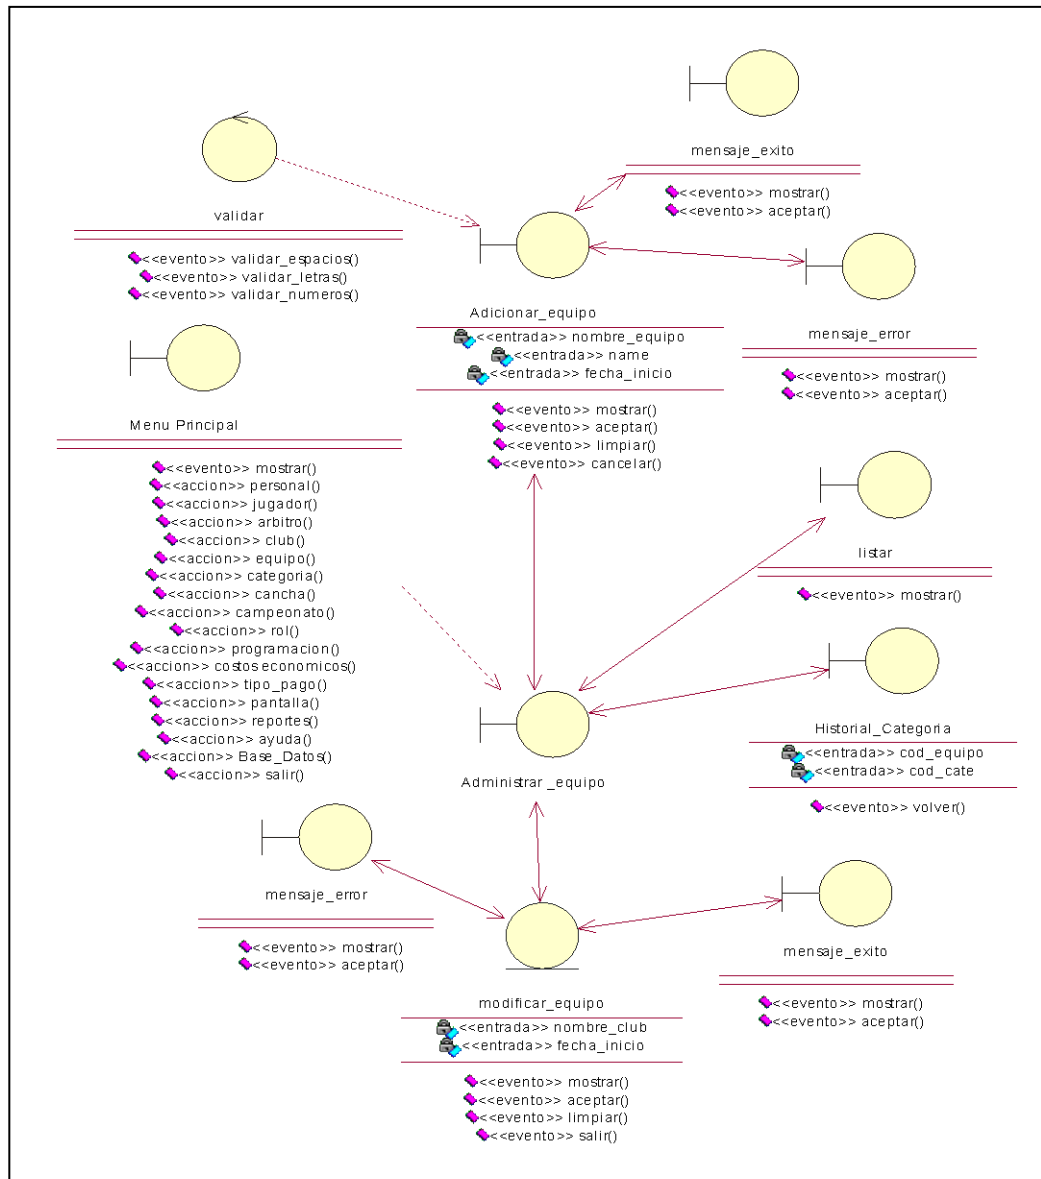 mensaje_exito
<<evento>> mostrar()
<<evento>> aceptar()
validar
<<evento>> validar_espacios()
<<evento>> validar_letras()
<<evento>> validar_numeros()
Adicionar_equipo
<<entrada>> nombre_equipo
<<entrada>> name
<<entrada>> fecha_inicio
<<evento>> mostrar()
<<evento>> aceptar()
<<evento>> limpiar()
<<evento>> cancelar()
mensaje_error
<<evento>> mostrar()
<<evento>> aceptar()
Menu Principal
<<evento>> mostrar()
<<accion>> personal()
<<accion>> jugador()
<<accion>> arbitro()
<<accion>> club()
<<accion>> equipo()
<<accion>> categoria()
<<accion>> cancha()
<<accion>> campeonato()
<<accion>> rol()
<<accion>> programacion()
<<accion>> costos economicos()
<<accion>> tipo_pago()
<<accion>> pantalla()
<<accion>> reportes()
<<accion>> ayuda()
<<accion>> Base_Datos()
<<accion>> salir()
listar
<<evento>> mostrar()
Historial_Categoria
<<entrada>> cod_equipo
<<entrada>> cod_cate
<<evento>> volver()
Administrar_equipo
mensaje_error
<<evento>> mostrar()
<<evento>> aceptar()
mensaje_exito
<<evento>> mostrar()
<<evento>> aceptar()
modificar_equipo
<<entrada>> nombre_club
<<entrada>> fecha_inicio
<<evento>> mostrar()
<<evento>> aceptar()
<<evento>> limpiar()
<<evento>> salir()